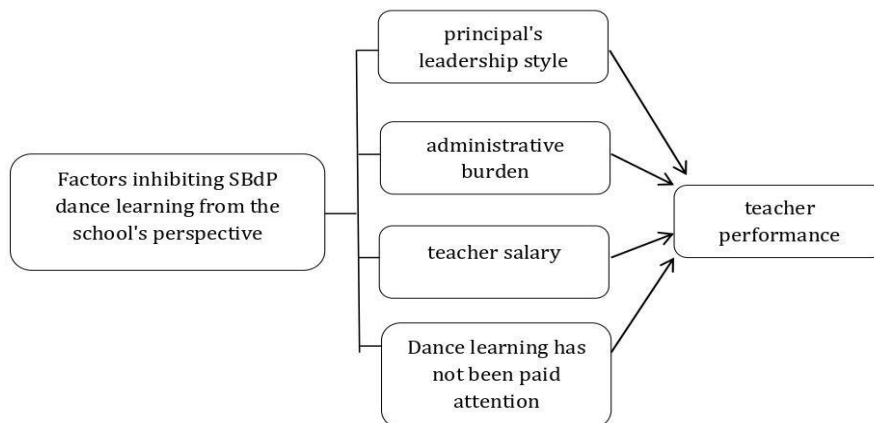 Factors inhibiting SBdP
dance learning from the
school's perspective
principal's
leadership style
administrative
burden
teacher salary
Dance learning has
not been paid
attention
teacher
performance